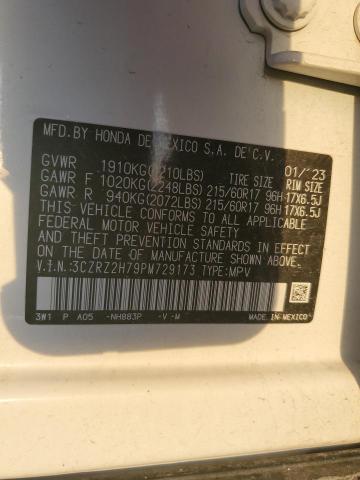 MFD.BY HONDA DE MEXICO S.A. DE C.V.
01/'23
GVWR 1910KG( 210LBS) TIRE SIZE RIM SIZE
GAWR F 1020KG(2248LBS) 215/60R17 96H 17X6.5J
GAWR R 940KG(2072LBS) 215/60R17 96H 17X6.5J
THIS VEHICLE CONFORMS TO ALL APPLICABLE
FEDERAL MOTOR VEHICLE SAFETY AND THEFT
PREVENTION STANDARDS IN EFFECT ON THE
DATE OF MANUFACTURE SHOWN ABOVE.
V.I.N.:3CZRZ2H79PM729173 TYPE:MPV
3W1 P A05 -NH883P -V -M
MADE IN MEXICO